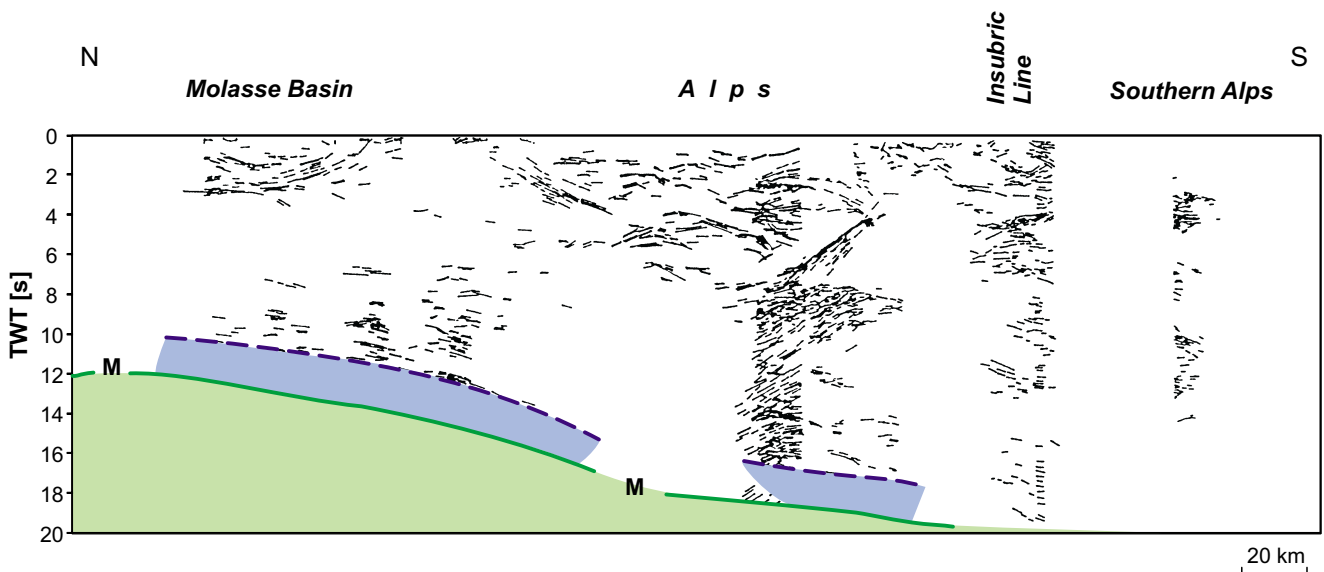 N
S
Insubric
Line
Molasse Basin
Alps
Southern Alps
TWT [s]
0
2
4
6
8
10
12
14
16
18
20
M
M
20 km